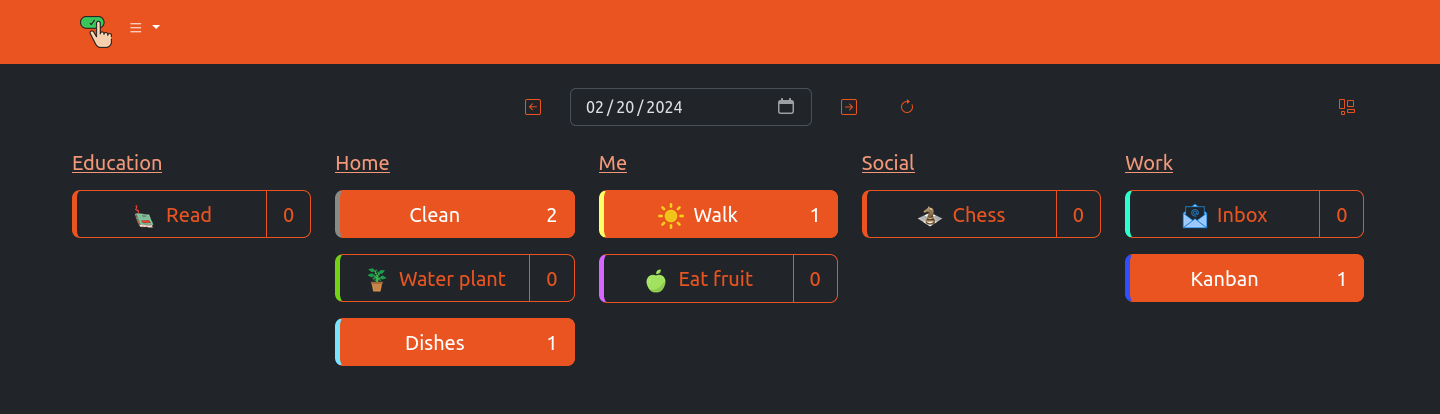 02/20/2024
Education
Read 0
Home
Clean 2
Water plant 0
Dishes 1
Me
Walk 1
Eat fruit 0
Social
Chess 0
Work
Inbox 0
Kanban 1